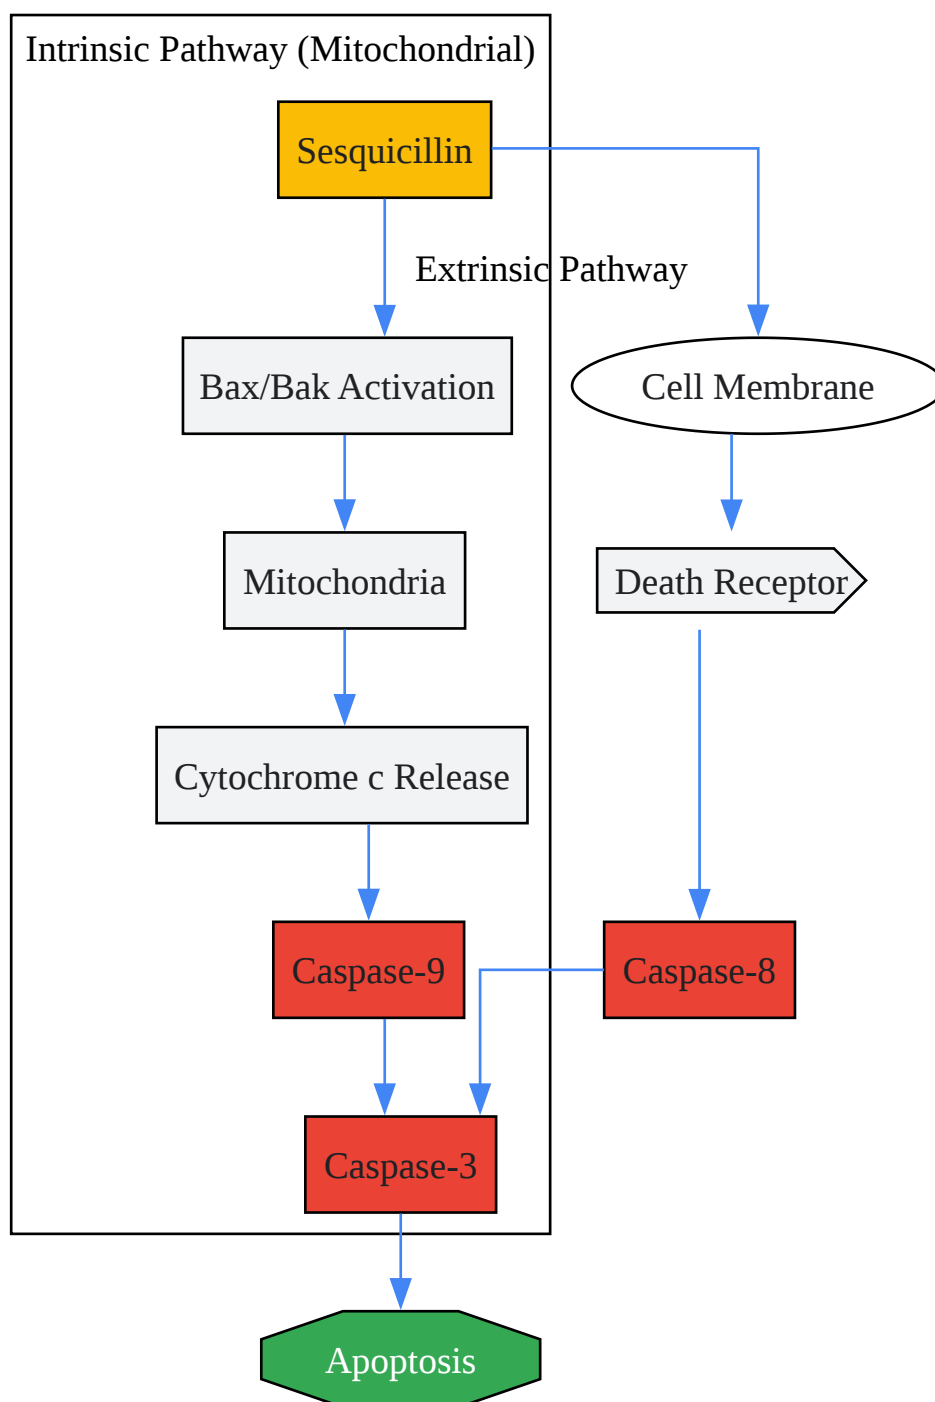 Intrinsic Pathway (Mitochondrial)
Sesquicillin
Extrinsic Pathway
Bax/Bak Activation
Cell Membrane
Mitochondria
Death Receptor
Cytochrome c Release
Caspase-9
Caspase-8
Caspase-3
Apoptosis